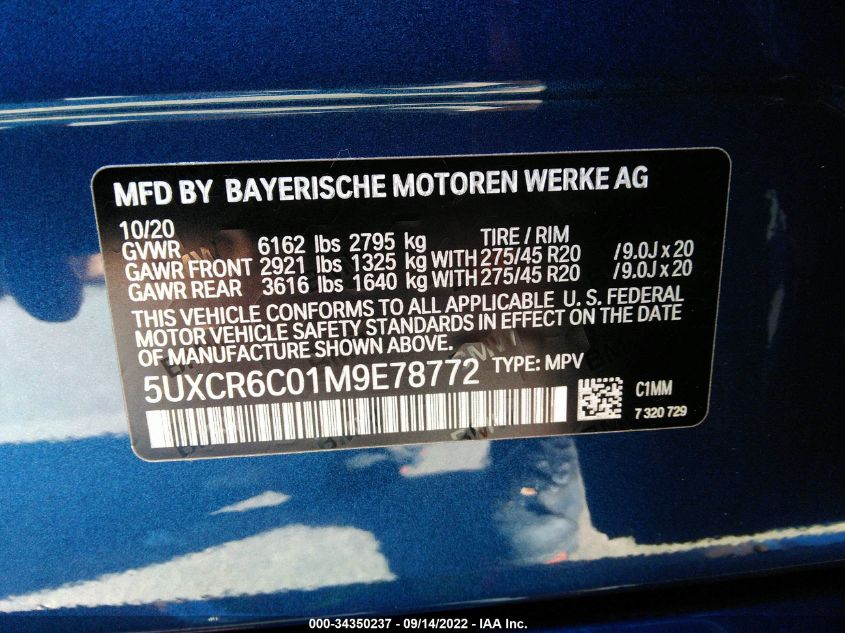 MFD BY BAYERISCHE MOTOREN WERKE AG
10/20
GVWR 6162 lbs 2795 kg TIRE / RIM
GAWR FRONT 2921 lbs 1325 kg WITH 275/45 R20 / 9.0J x 20
GAWR REAR 3616 lbs 1640 kg WITH 275/45 R20 / 9.0J x 20
THIS VEHICLE CONFORMS TO ALL APPLICABLE U. S. FEDERAL
MOTOR VEHICLE SAFETY STANDARDS IN EFFECT ON THE DATE
OF MANUFACTURE SHOWN ABOVE.
5UXCR6C01M9E78772 TYPE: MPV
C1MM
7 320 729
000-34350237 - 09/14/2022 - IAA Inc.